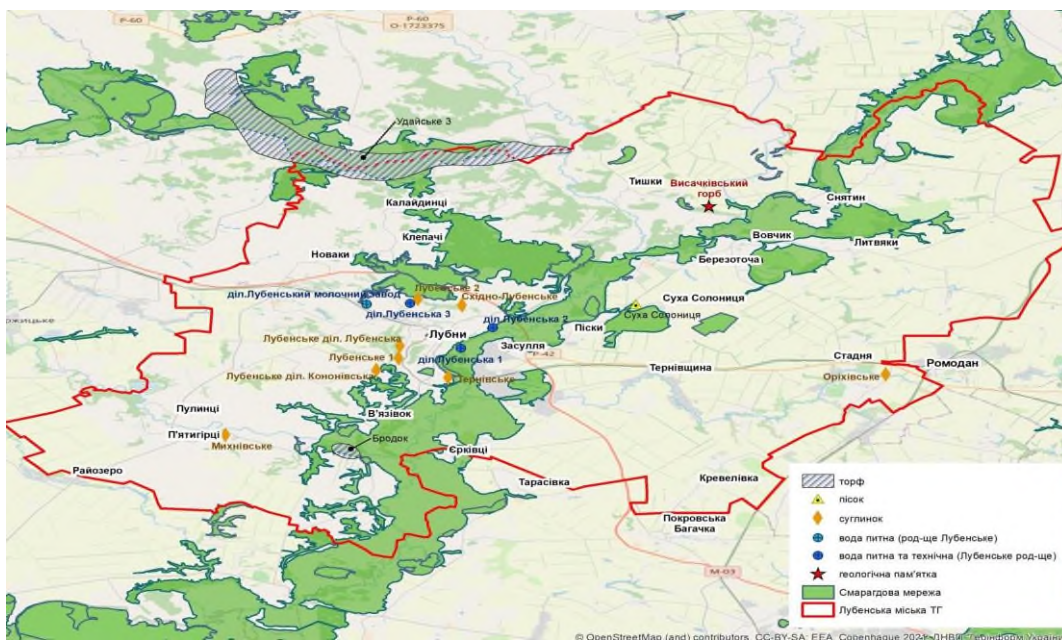 Р-60
Р-60
О-1723375
Удайське 3
Тишки
Висачківський
горб
Снятин
Калайдинці
Клепачі
Вовчик
Литвяки
Новаки
Березоточа
діл.Лубенський молочний завод
Лубенське 2
Східно-Лубенське
Суха Солониця
діл.Лубенська 3
діл.Лубенська 2
Суха Солониця
Піски
Лубенське діл. Лубенська
Лубни
Засулля
Р-42
Лубенське 1
діл.Лубенська 1
Стадня
Ромодан
Лубенське діл. Кононівська
Стернівське
Тернівщина
Оріхівське
Пулинці
В'язівок
П'ятигірці
Михнівське
Бродок
Єрківці
Райозеро
Тарасівка
Кревелівка
Покровська
Багачка
М-03
торф
пісок
суглинок
вода питна (род-ще Лубенське)
вода питна та технічна (Лубенське род-ще)
геологічна пам'ятка
Смарагдова мережа
Лубенська міська ТГ
© OpenStreetMap (and) contributors, CC-BY-SA; EEA, Copenhague 2021; ДНВП "Геоінформ України"